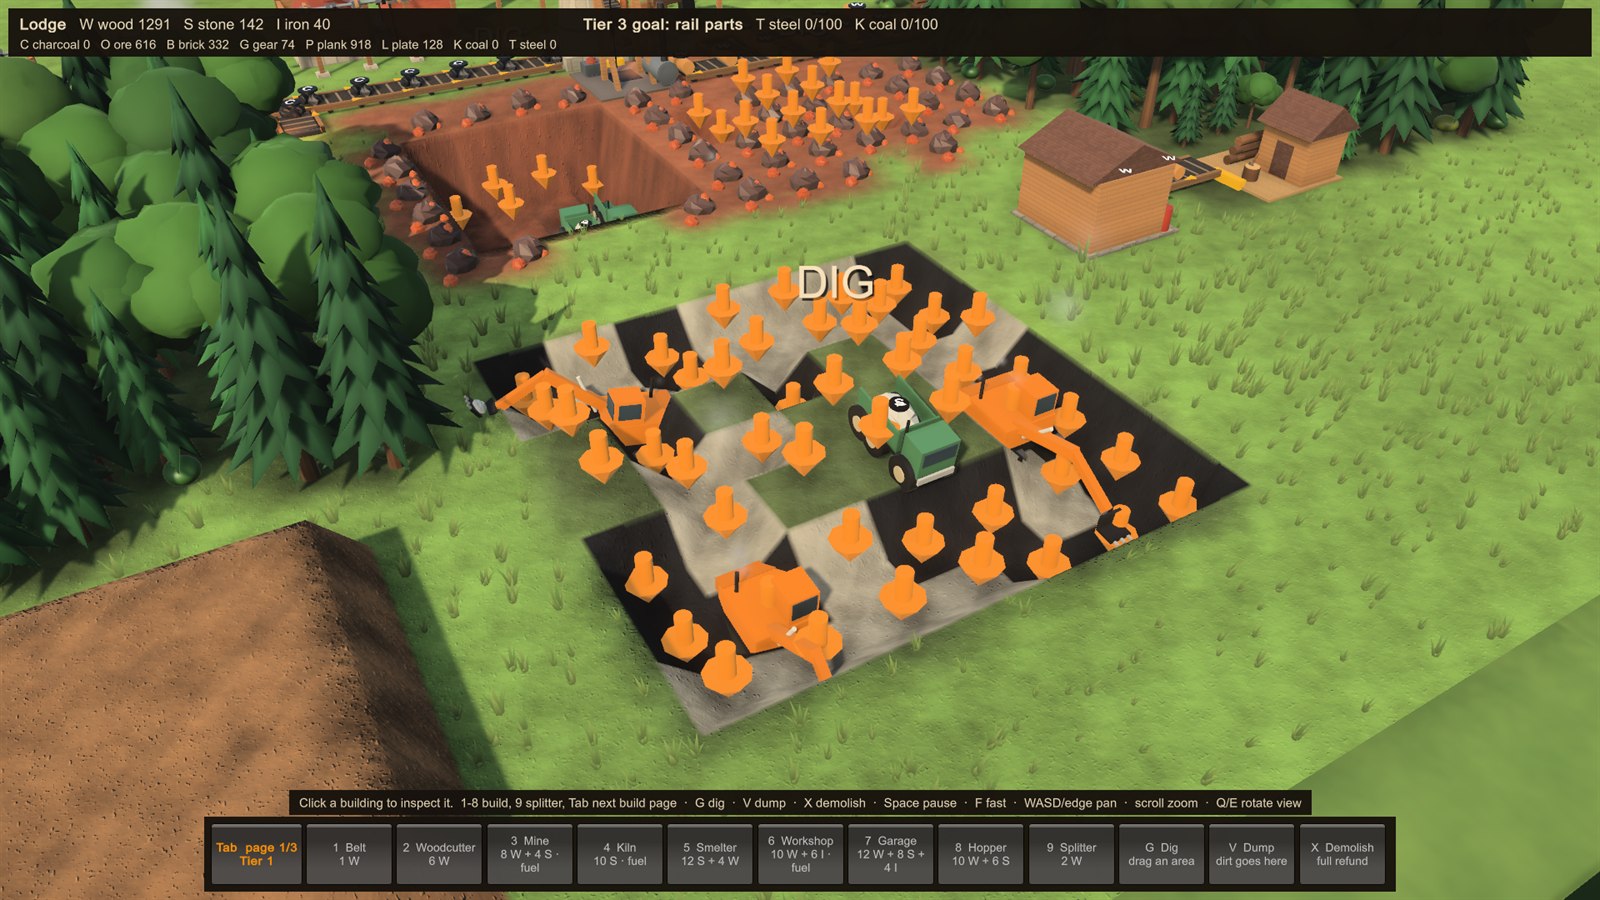 Lodge W wood 1291 S stone 142 I iron 40
Tier 3 goal: rail parts T steel 0/100 K coal 0/100
C charcoal 0 O ore 616 B brick 332 G gear 74 P plank 918 L plate 128 K coal 0 T steel 0
W
W
DIG
Click a building to inspect it. 1-8 build, 9 splitter, Tab next build page · G dig · V dump · X demolish · Space pause · F fast · WASD/edge pan · scroll zoom · Q/E rotate view
Tab page 1/3
Tier 1
1 Belt
1 W
2 Woodcutter
6 W
3 Mine
8 W + 4 S ·
fuel
4 Kiln
10 S · fuel
5 Smelter
12 S + 4 W
6 Workshop
10 W + 6 I ·
fuel
7 Garage
12 W + 8 S +
4 I
8 Hopper
10 W + 6 S
9 Splitter
2 W
G Dig
drag an area
V Dump
dirt goes here
X Demolish
full refund